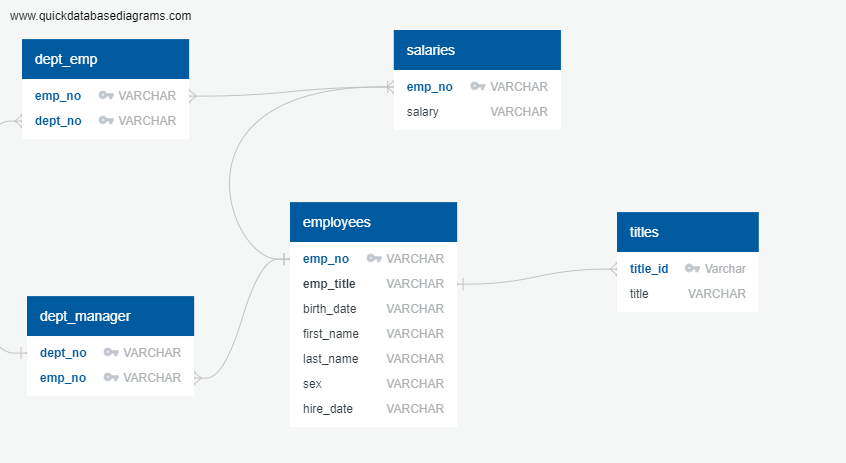 www.quickdatabasediagrams.com
dept_emp
emp_no VARCHAR
dept_no VARCHAR
salaries
emp_no VARCHAR
salary VARCHAR
employees
emp_no VARCHAR
emp_title VARCHAR
birth_date VARCHAR
first_name VARCHAR
last_name VARCHAR
sex VARCHAR
hire_date VARCHAR
titles
title_id Varchar
title VARCHAR
dept_manager
dept_no VARCHAR
emp_no VARCHAR